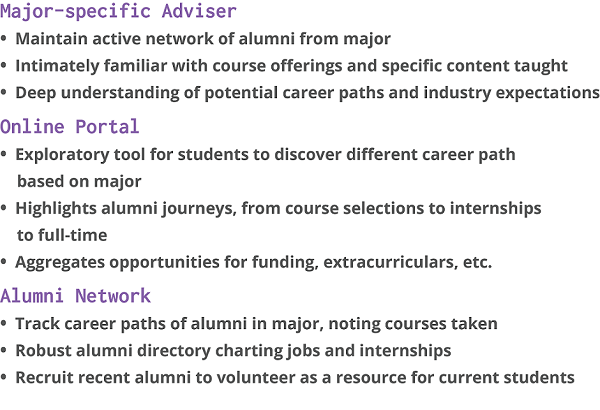 Major-specific Adviser
• Maintain active network of alumni from major
• Intimately familiar with course offerings and specific content taught
• Deep understanding of potential career paths and industry expectations
Online Portal
• Exploratory tool for students to discover different career path
based on major
• Highlights alumni journeys, from course selections to internships
to full-time
• Aggregates opportunities for funding, extracurriculars, etc.
Alumni Network
• Track career paths of alumni in major, noting courses taken
• Robust alumni directory charting jobs and internships
• Recruit recent alumni to volunteer as a resource for current students